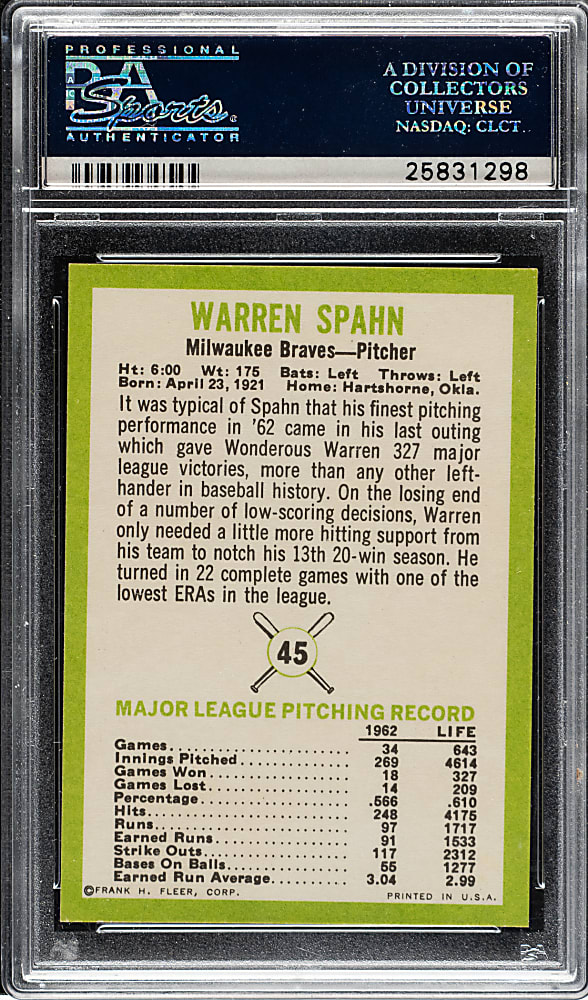 PROFESSIONAL
PSA
Sports
AUTHENTICATOR
A DIVISION OF
COLLECTORS
UNIVERSE
NASDAQ: CLCT
25831298
WARREN SPAHN
Milwaukee Braves—Pitcher
Ht: 6:00 Wt: 175 Bats: Left Throws: Left
Born: April 23, 1921 Home: Hartshorne, Okla.
It was typical of Spahn that his finest pitching
performance in '62 came in his last outing
which gave Wonderous Warren 327 major
league victories, more than any other left-
hander in baseball history. On the losing end
of a number of low-scoring decisions, Warren
only needed a little more hitting support from
his team to notch his 13th 20-win season. He
turned in 22 complete games with one of the
lowest ERAs in the league.
45
MAJOR LEAGUE PITCHING RECORD
1962 LIFE
Games 34 643
Innings Pitched 269 4614
Games Won 18 327
Games Lost 14 209
Percentage .566 .610
Hits 248 4175
Runs 97 1717
Earned Runs 91 1533
Strike Outs 117 2312
Bases On Balls 55 1277
Earned Run Average 3.04 2.99
©FRANK H. FLEER, CORP. PRINTED IN U.S.A.
PSA